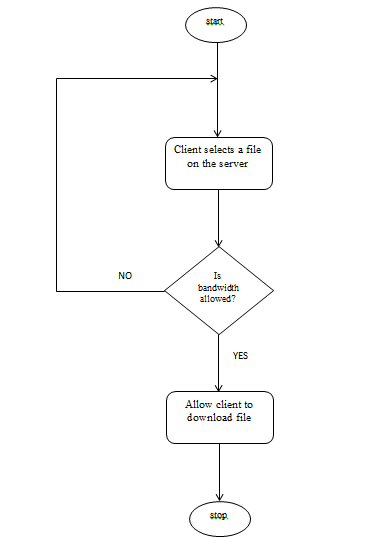 start
Client selects a file
on the server
Is
bandwidth
allowed?
NO
YES
Allow client to
download file
stop